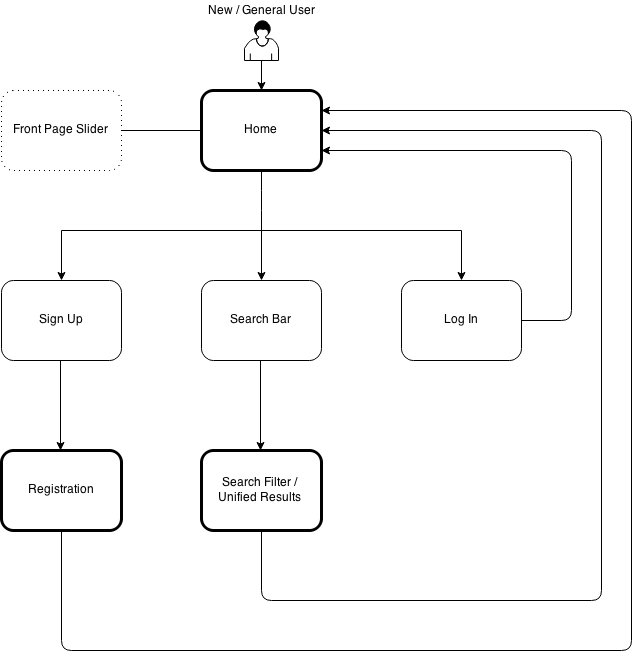 New / General User
Front Page Slider
Home
Sign Up
Search Bar
Log In
Registration
Search Filter /
Unified Results